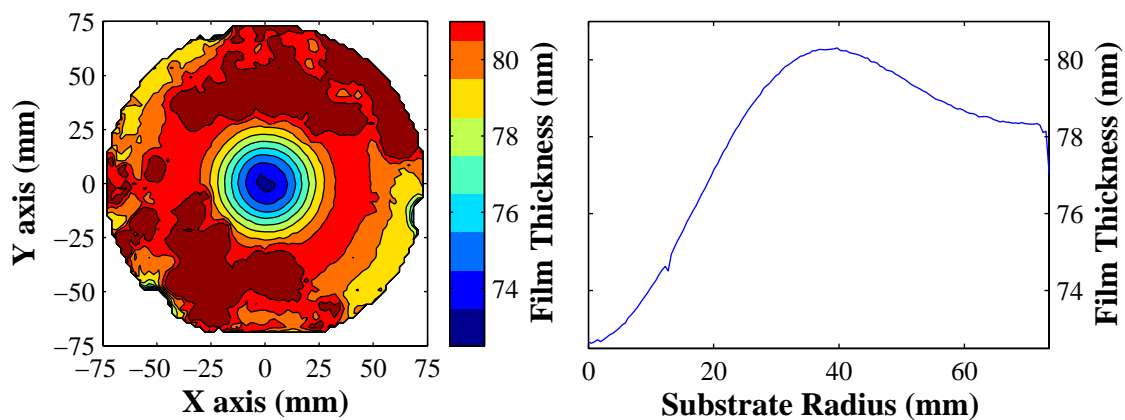 75
50
25
0
−25
−50
−75
Y axis (mm)
−75 −50 −25 0 25 50 75
X axis (mm)
80
78
76
74
Film Thickness (nm)
80
78
76
74
Film Thickness (nm)
0 20 40 60
Substrate Radius (mm)